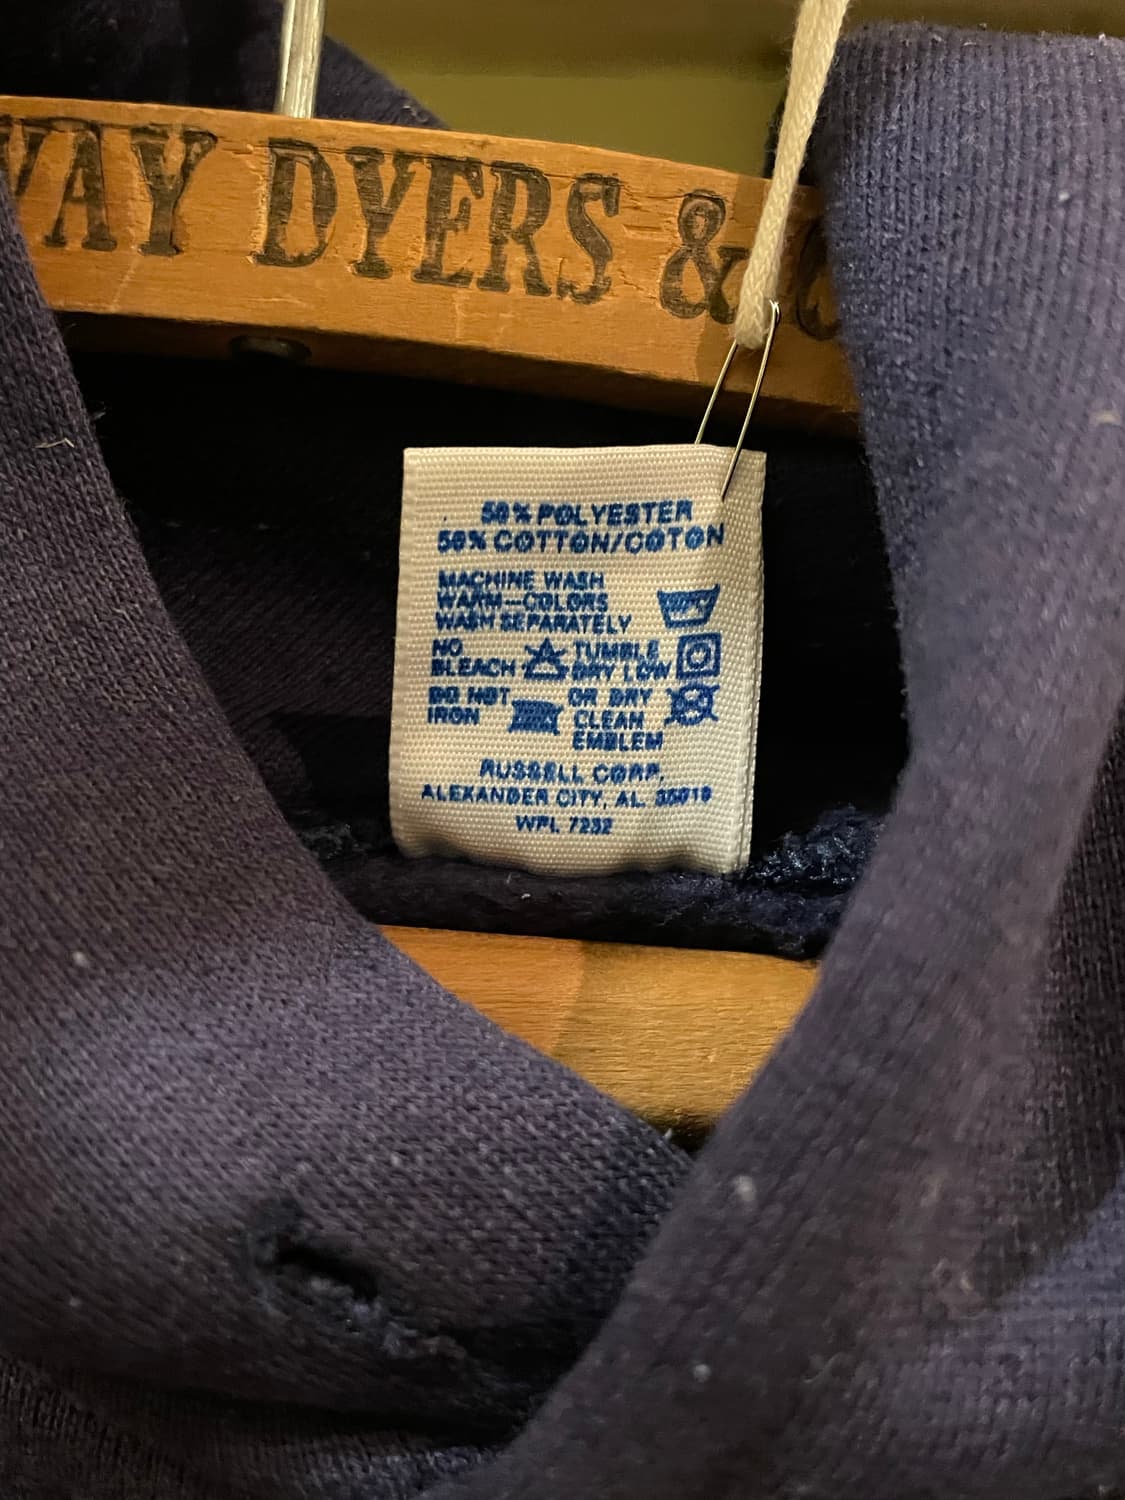 WAY DYERS &
50% POLYESTER
50% COTTON/COTON
MACHINE WASH
WARM—COLORS
WASH SEPARATELY
NO
BLEACH
TUMBLE
DRY LOW
DO NOT
IRON
OR DRY
CLEAN
EMBLEM
RUSSELL CORP.
ALEXANDER CITY, AL 35010
WPL 7232